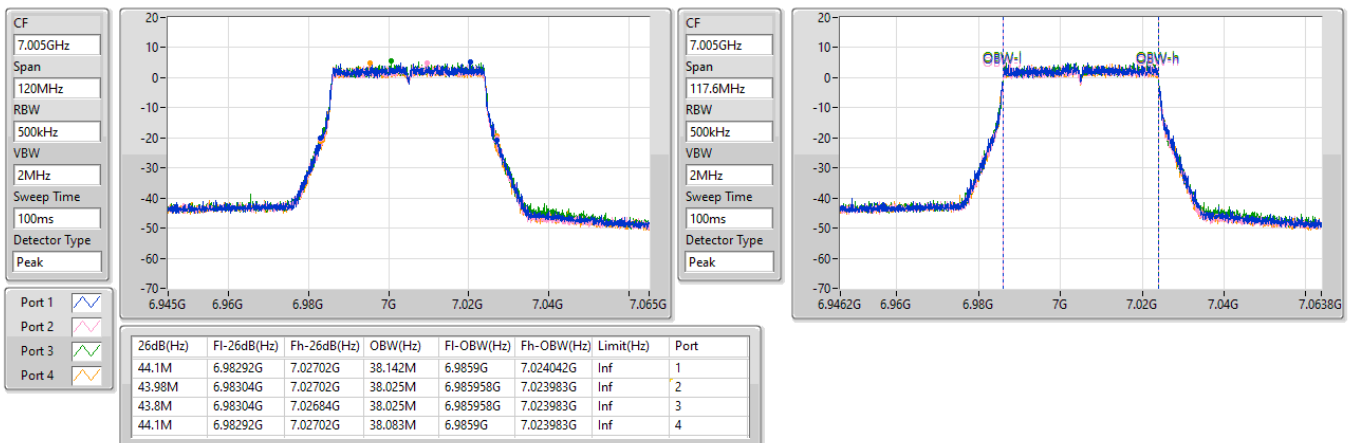 CF
7.005GHz
Span
120MHz
RBW
500kHz
VBW
2MHz
Sweep Time
100ms
Detector Type
Peak
20
10
0
-10
-20
-30
-40
-50
-60
-70
6.945G 6.96G 6.98G 7G 7.02G 7.04G 7.065G
CF
7.005GHz
Span
117.6MHz
RBW
500kHz
VBW
2MHz
Sweep Time
100ms
Detector Type
Peak
20
10
0
-10
-20
-30
-40
-50
-60
-70
OBW-l OBW-h
6.9462G 6.96G 6.98G 7G 7.02G 7.04G 7.0638G
Port 1
Port 2
Port 3
Port 4
26dB(Hz) Fl-26dB(Hz) Fh-26dB(Hz) OBW(Hz) Fl-OBW(Hz) Fh-OBW(Hz) Limit(Hz) Port
44.1M 6.98292G 7.02702G 38.142M 6.9859G 7.024042G Inf 1
43.98M 6.98304G 7.02702G 38.025M 6.985958G 7.023983G Inf 2
43.8M 6.98304G 7.02684G 38.025M 6.985958G 7.023983G Inf 3
44.1M 6.98292G 7.02702G 38.083M 6.9859G 7.023983G Inf 4